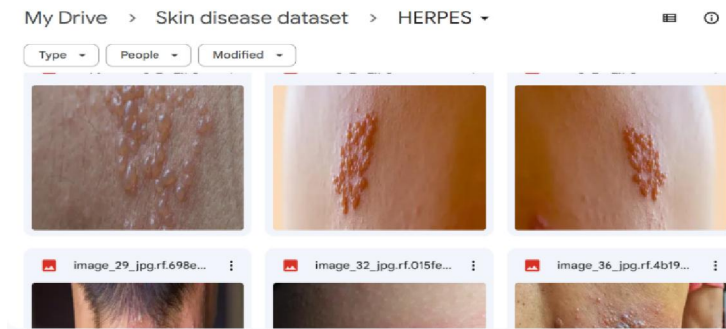 My Drive > Skin disease dataset > HERPES
Type People Modified
image_29_jpg.rf.698e... image_32_jpg.rf.015fe... image_36_jpg.rf.4b19...